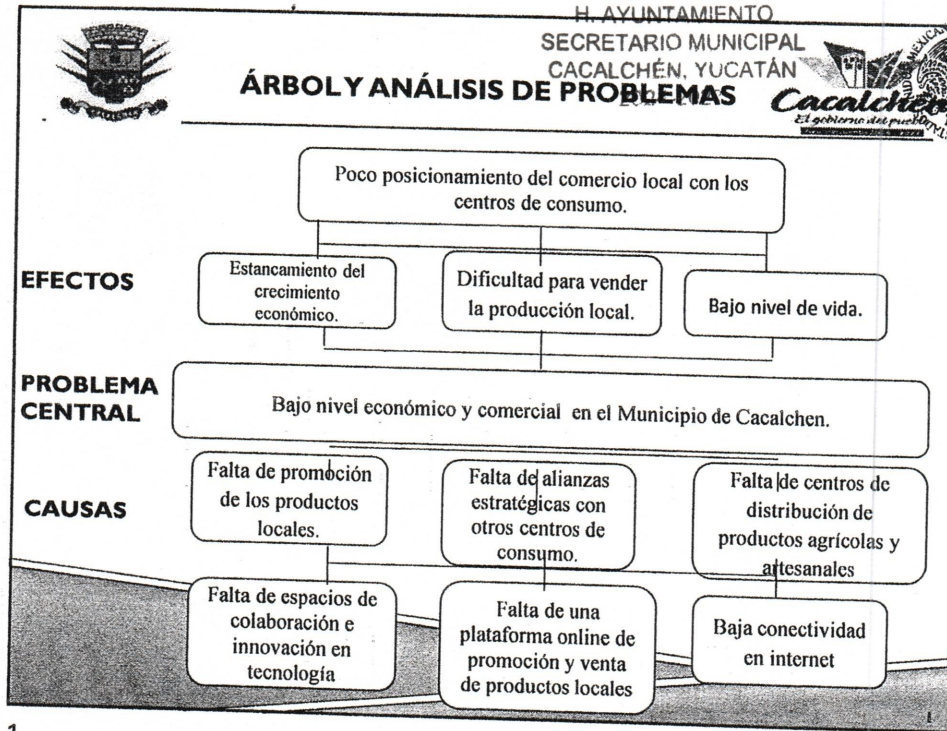 H. AYUNTAMIENTO
SECRETARIO MUNICIPAL
CACALCHÉN, YUCATÁN
ÁRBOL Y ANÁLISIS DE PROBLEMAS
Cacalchen
El gobierno del pueblo
Poco posicionamiento del comercio local con los
centros de consumo.
EFECTOS
Estancamiento del
crecimiento
económico.
Dificultad para vender
la producción local.
Bajo nivel de vida.
PROBLEMA
CENTRAL
Bajo nivel económico y comercial en el Municipio de Cacalchen.
CAUSAS
Falta de promoción
de los productos
locales.
Falta de alianzas
estratégicas con
otros centros de
consumo.
Falta de centros de
distribución de
productos agrícolas y
artesanales
Falta de espacios de
colaboración e
innovación en
tecnología
Falta de una
plataforma online de
promoción y venta
de productos locales
Baja conectividad
en internet
1
1